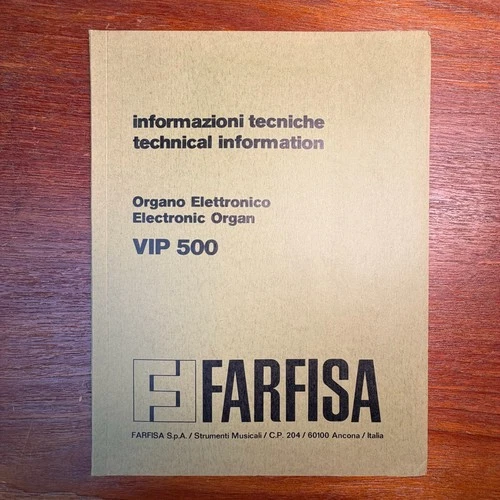 informazioni tecniche
technical information
Organo Elettronico
Electronic Organ
VIP 500
FARFISA
FARFISA S.p.A. / Strumenti Musicali / C.P. 204 / 60100 Ancona / Italia